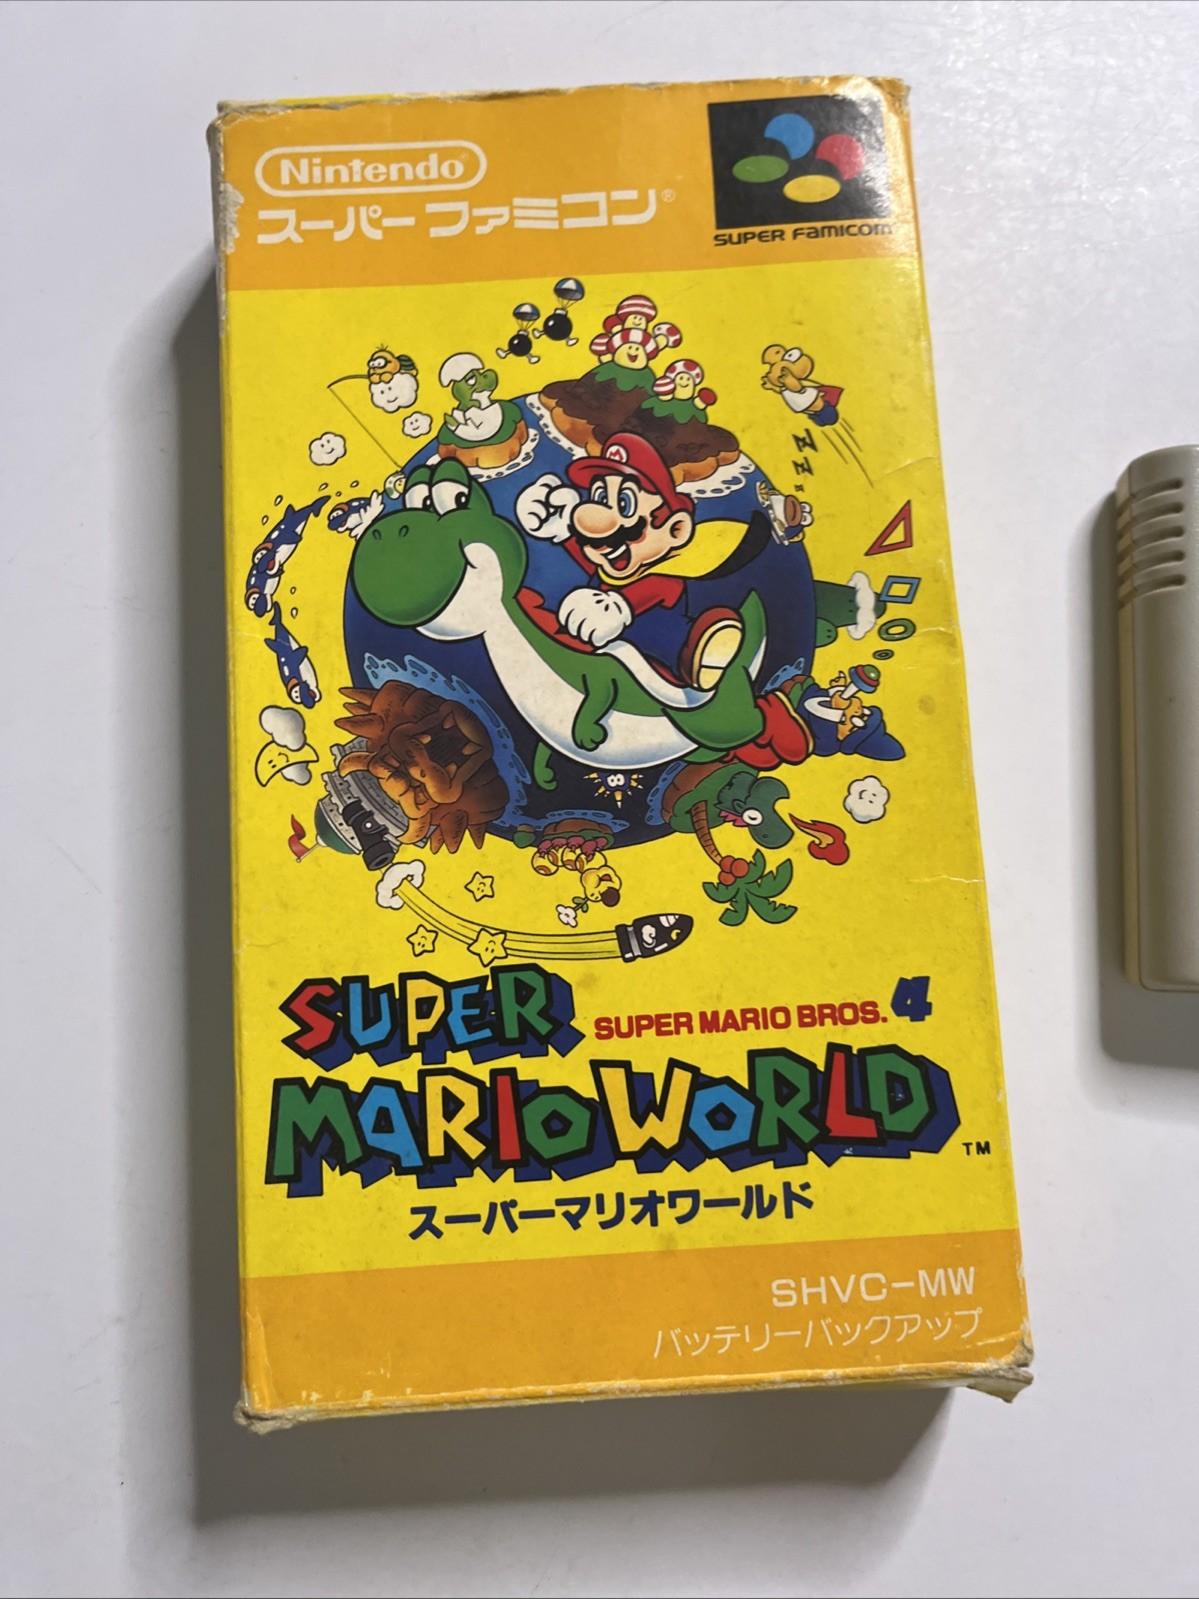 Nintendo®
スーパーファミコン®
SUPER FAMICOM
Z Z Z
M
8
SUPER
SUPER MARIO BROS. 4
MARIO WORLD ™
スーパーマリオワールド
SHVC-MW
バッテリーバックアップ